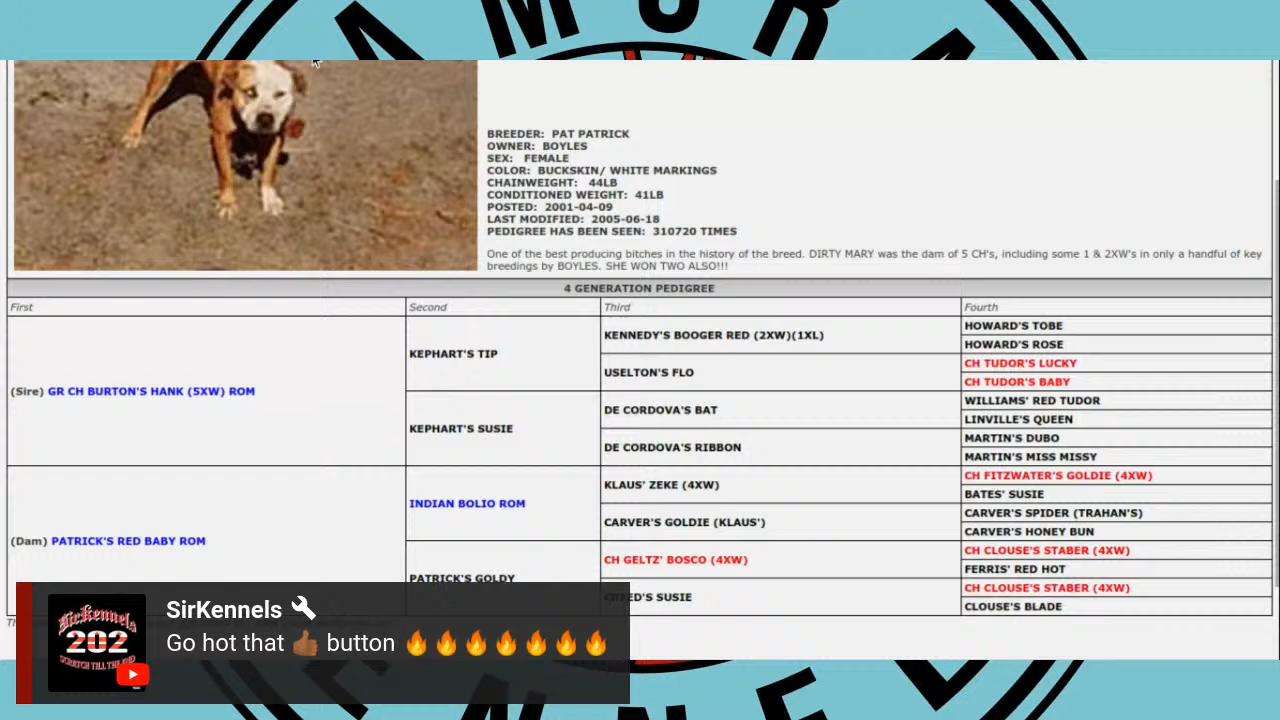 AMURA
BREEDER: PAT PATRICK
OWNER: BOYLES
SEX: FEMALE
COLOR: BUCKSKIN/ WHITE MARKINGS
CHAINWEIGHT: 44LB
CONDITIONED WEIGHT: 41LB
POSTED: 2001-04-09
LAST MODIFIED: 2005-06-18
PEDIGREE HAS BEEN SEEN: 310720 TIMES
One of the best producing bitches in the history of the breed. DIRTY MARY was the dam of 5 CH's, including some 1 & 2XW's in only a handful of key
breedings by BOYLES. SHE WON TWO ALSO!!!
4 GENERATION PEDIGREE
First Second Third Fourth
(Sire) GR CH BURTON'S HANK (5XW) ROM
KEPHART'S TIP
KENNEDY'S BOOGER RED (2XW)(1XL)
HOWARD'S TOBE
HOWARD'S ROSE
USELTON'S FLO
CH TUDOR'S LUCKY
CH TUDOR'S BABY
KEPHART'S SUSIE
DE CORDOVA'S BAT
WILLIAMS' RED TUDOR
LINVILLE'S QUEEN
DE CORDOVA'S RIBBON
MARTIN'S DUBO
MARTIN'S MISS MISSY
(Dam) PATRICK'S RED BABY ROM
INDIAN BOLIO ROM
KLAUS' ZEKE (4XW)
CH FITZWATER'S GOLDIE (4XW)
BATES' SUSIE
CARVER'S GOLDIE (KLAUS')
CARVER'S SPIDER (TRAHAN'S)
CARVER'S HONEY BUN
PATRICK'S GOLDY
CH GELTZ' BOSCO (4XW)
CH CLOUSE'S STABER (4XW)
FERRIS' RED HOT
SUSIE
CH CLOUSE'S STABER (4XW)
CLOUSE'S BLADE
SirKennels
202
SCRATCH TILL THE END
SirKennels 🔧
Go hot that 👍🏾 button 🔥🔥🔥🔥🔥🔥🔥